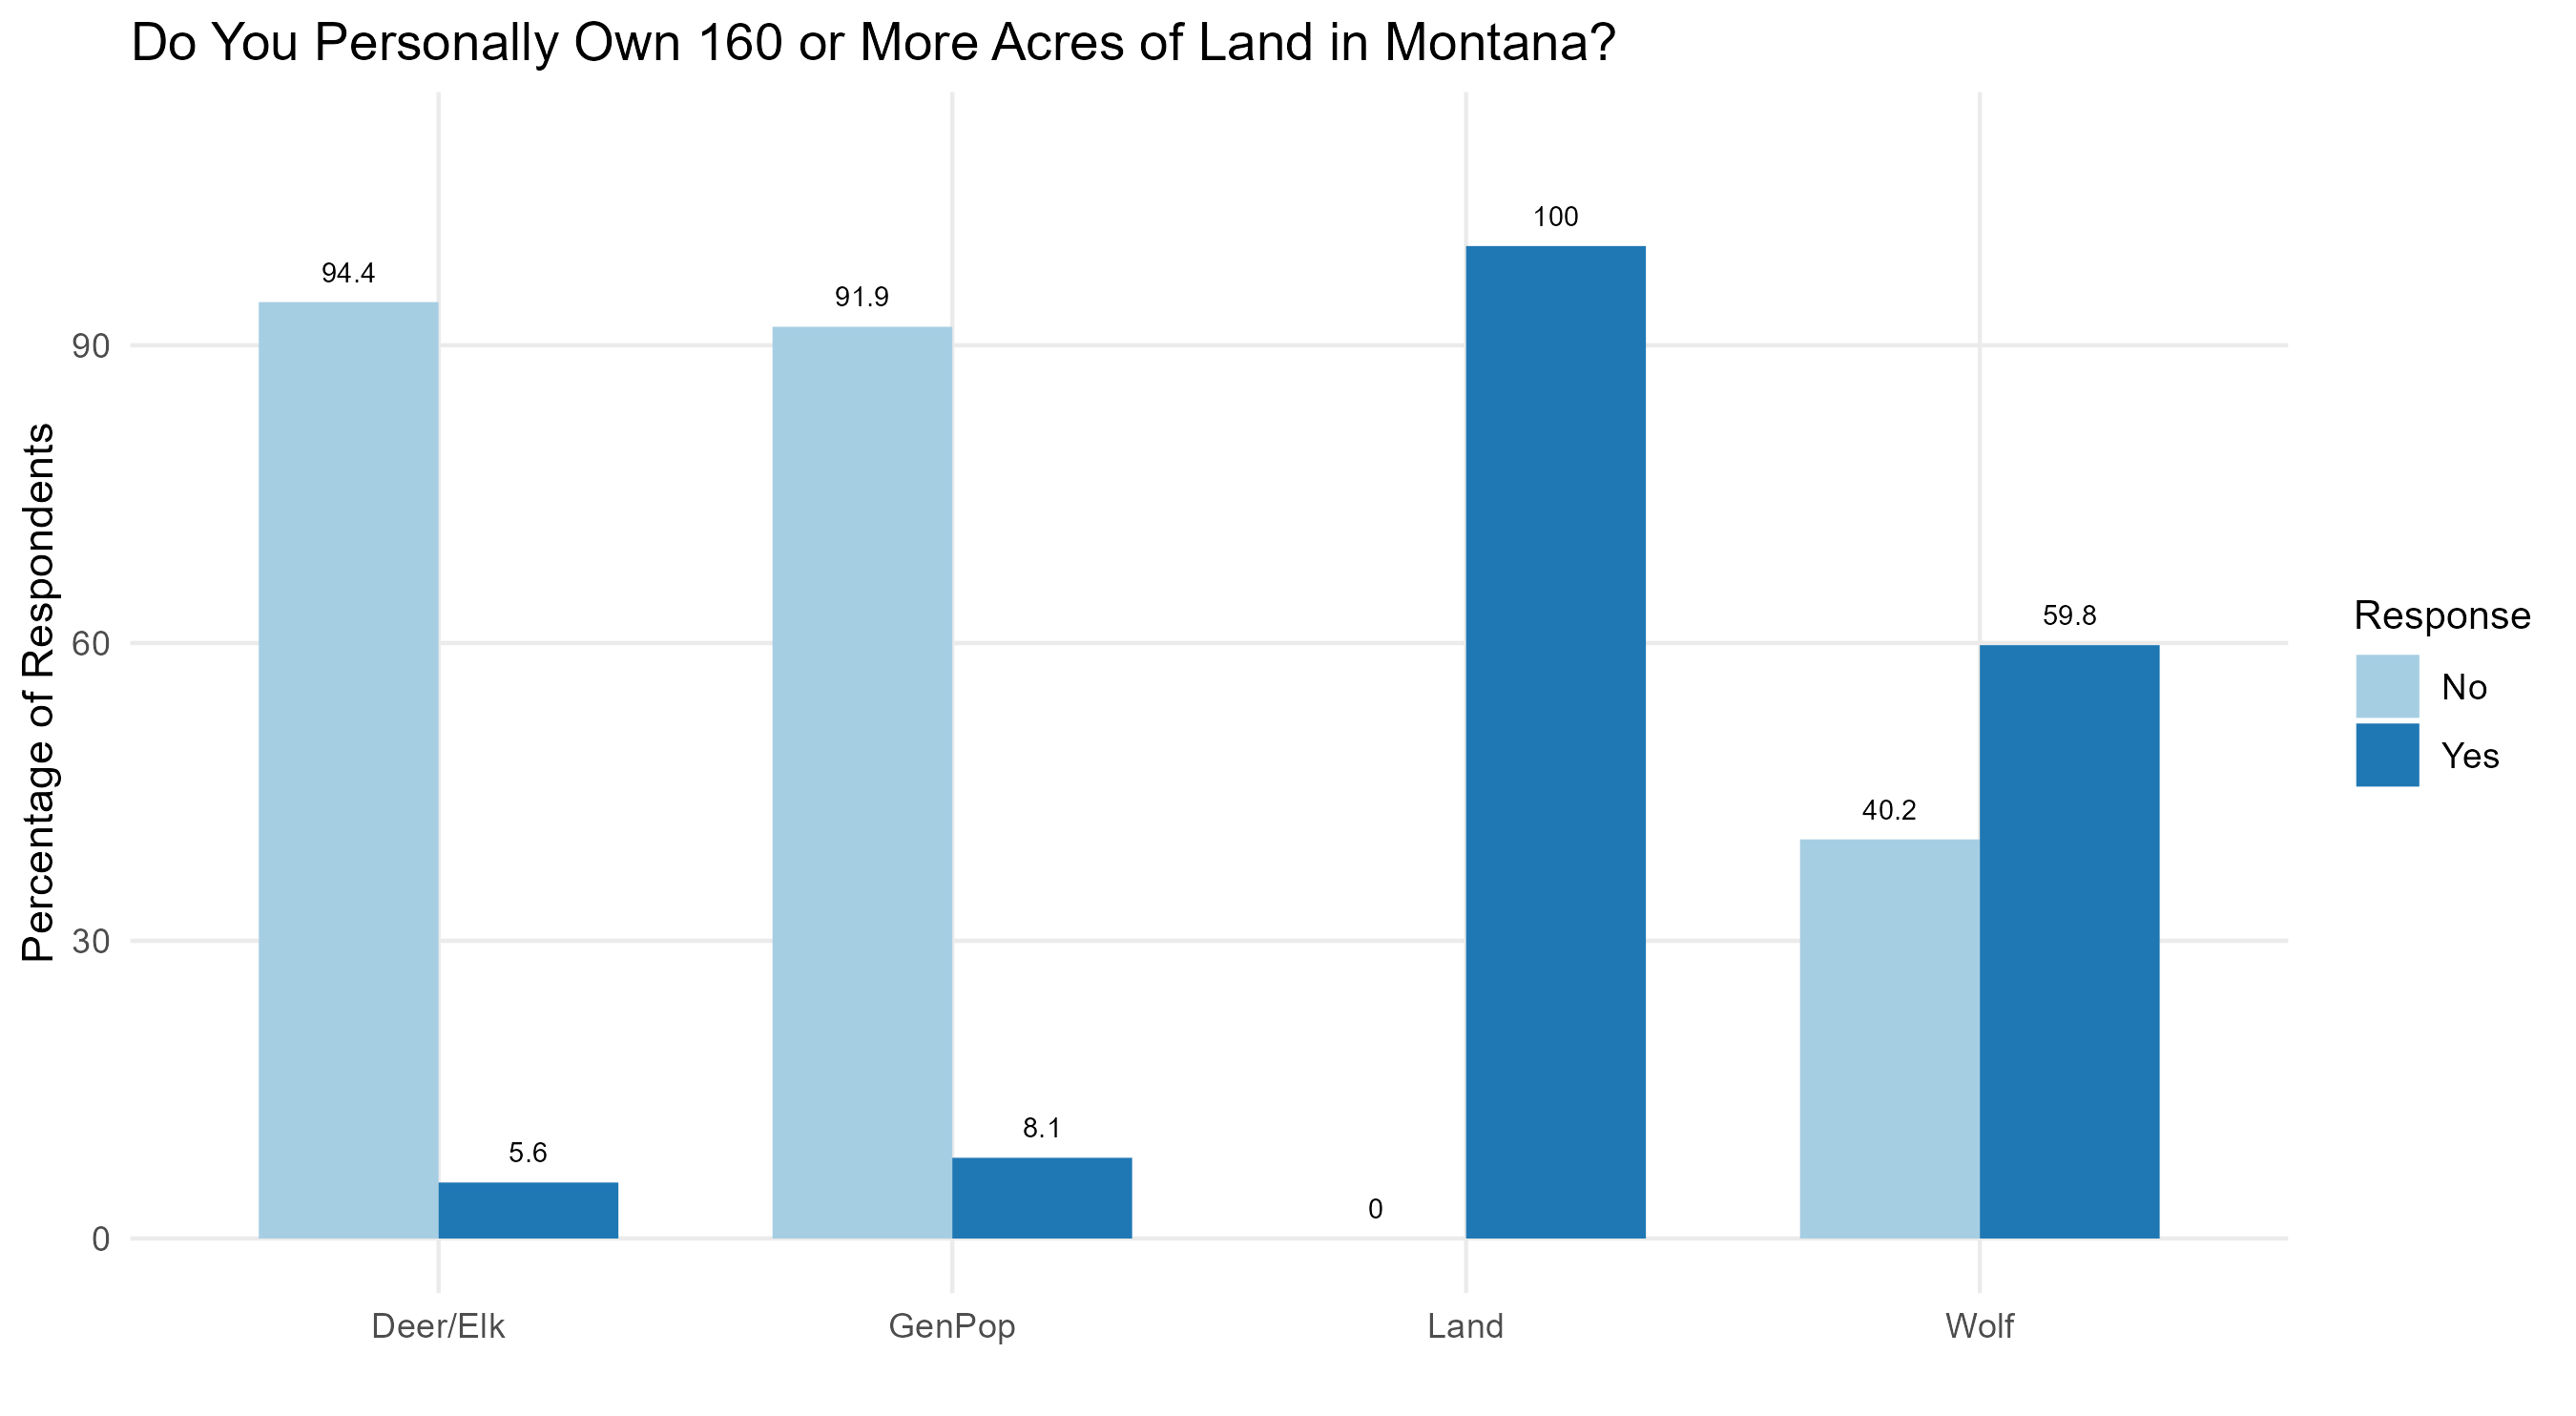 Do You Personally Own 160 or More Acres of Land in Montana?
Percentage of Respondents
90
60
30
0
94.4
5.6
91.9
8.1
0
100
40.2
59.8
Deer/Elk
GenPop
Land
Wolf
Response
No
Yes